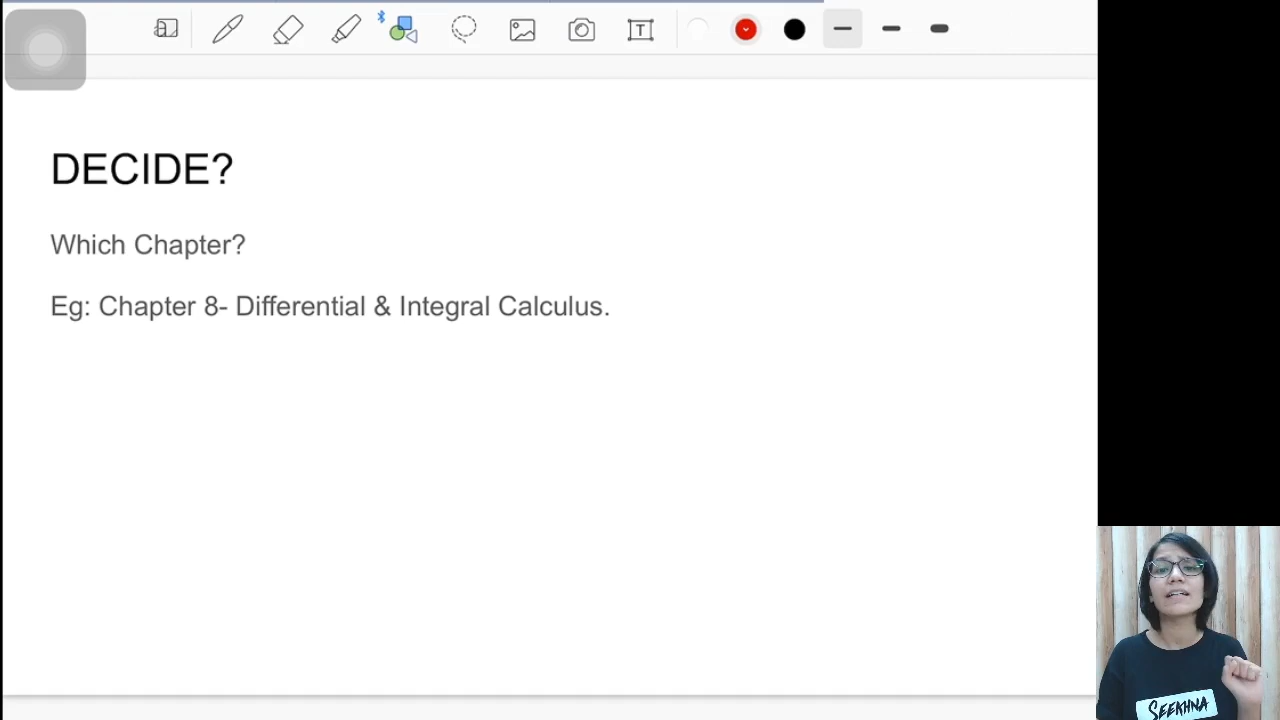 T
DECIDE?
Which Chapter?
Eg: Chapter 8- Differential & Integral Calculus.
SEEKHNA